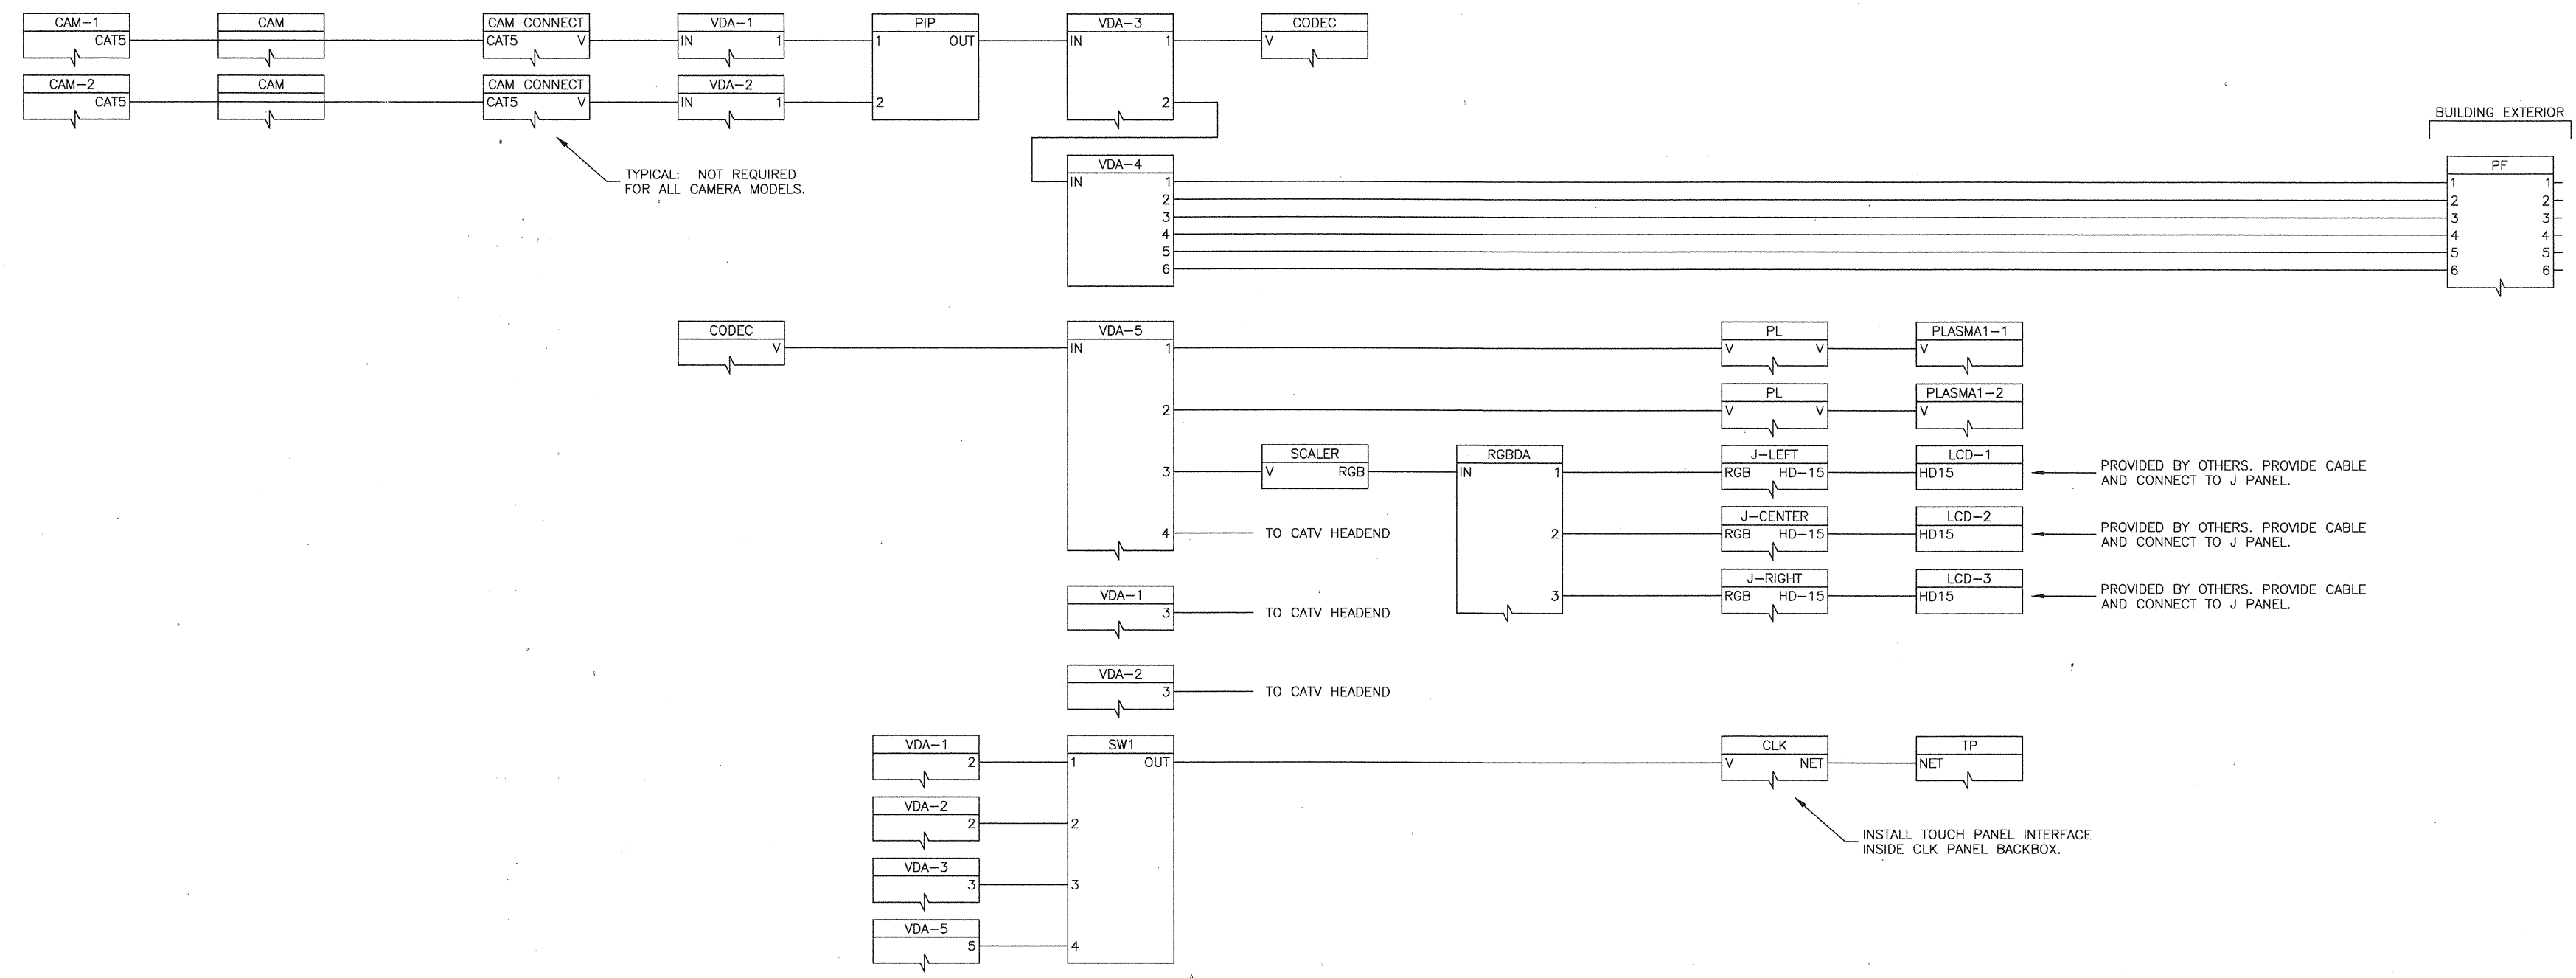 CAM-1
CAT5
CAM
CAM CONNECT
CAT5 V
VDA-1
IN 1
PIP
1 OUT
2
VDA-3
IN 1
2
CODEC
V
CAM-2
CAT5
CAM
CAM CONNECT
CAT5 V
VDA-2
IN 1
TYPICAL: NOT REQUIRED
FOR ALL CAMERA MODELS.
BUILDING EXTERIOR
VDA-4
IN 1
2
3
4
5
6
PF
1 1
2 2
3 3
4 4
5 5
6 6
CODEC
V
VDA-5
IN 1
2
3
4
PL
V V
PLASMA1-1
V
PL
V V
PLASMA1-2
V
SCALER
V RGB
RGBDA
IN 1
2
3
J-LEFT
RGB HD-15
LCD-1
HD15
PROVIDED BY OTHERS. PROVIDE CABLE
AND CONNECT TO J PANEL.
TO CATV HEADEND
J-CENTER
RGB HD-15
LCD-2
HD15
PROVIDED BY OTHERS. PROVIDE CABLE
AND CONNECT TO J PANEL.
J-RIGHT
RGB HD-15
LCD-3
HD15
PROVIDED BY OTHERS. PROVIDE CABLE
AND CONNECT TO J PANEL.
VDA-1
3
TO CATV HEADEND
VDA-2
3
TO CATV HEADEND
VDA-1
2
VDA-2
2
VDA-3
3
VDA-5
5
SW1
1 OUT
2
3
4
CLK
V NET
TP
NET
INSTALL TOUCH PANEL INTERFACE
INSIDE CLK PANEL BACKBOX.